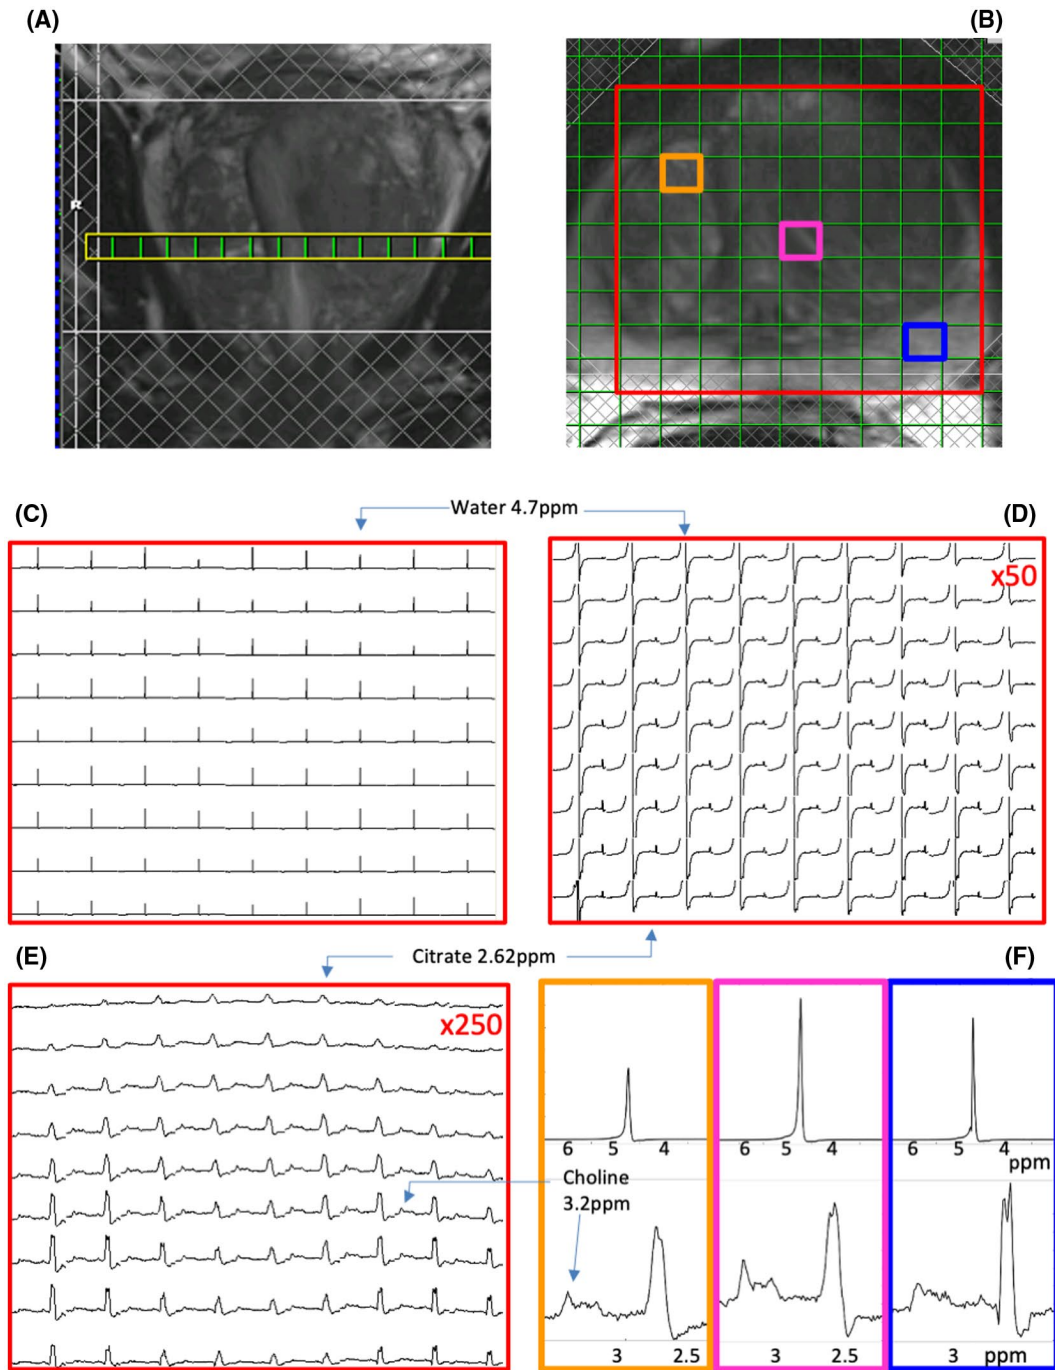 (A)
(B)
R
Water 4.7ppm
(C)
(D)
x50
(E)
Citrate 2.62ppm
(F)
x250
6 5 4
6 5 4
6 5 4
ppm
Choline
3.2ppm
3 2.5
3 2.5
3 ppm